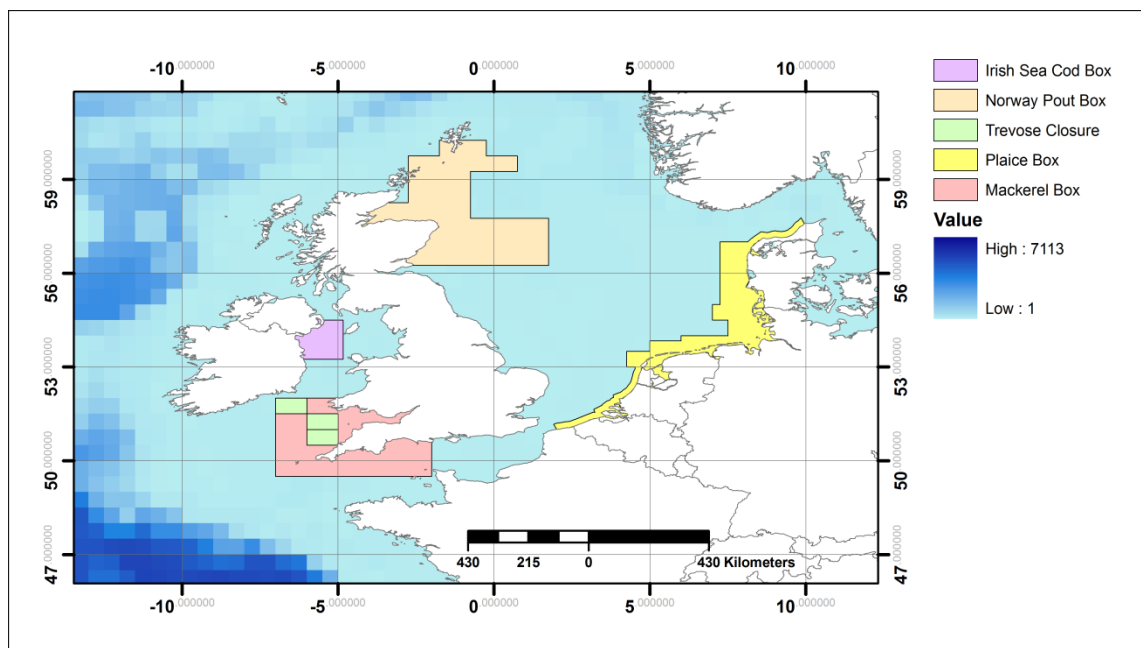 -10 000000 -5 000000 0 000000 5 000000 10 000000
Irish Sea Cod Box
Norway Pout Box
Trevose Closure
Plaice Box
Mackerel Box
Value
High : 7113
Low : 1
59 000000
56 000000
53 000000
50 000000
47 000000
59 000000
56 000000
53 000000
50 000000
47 000000
430 215 0 430 Kilometers
-10 000000 -5 000000 0 000000 5 000000 10 000000